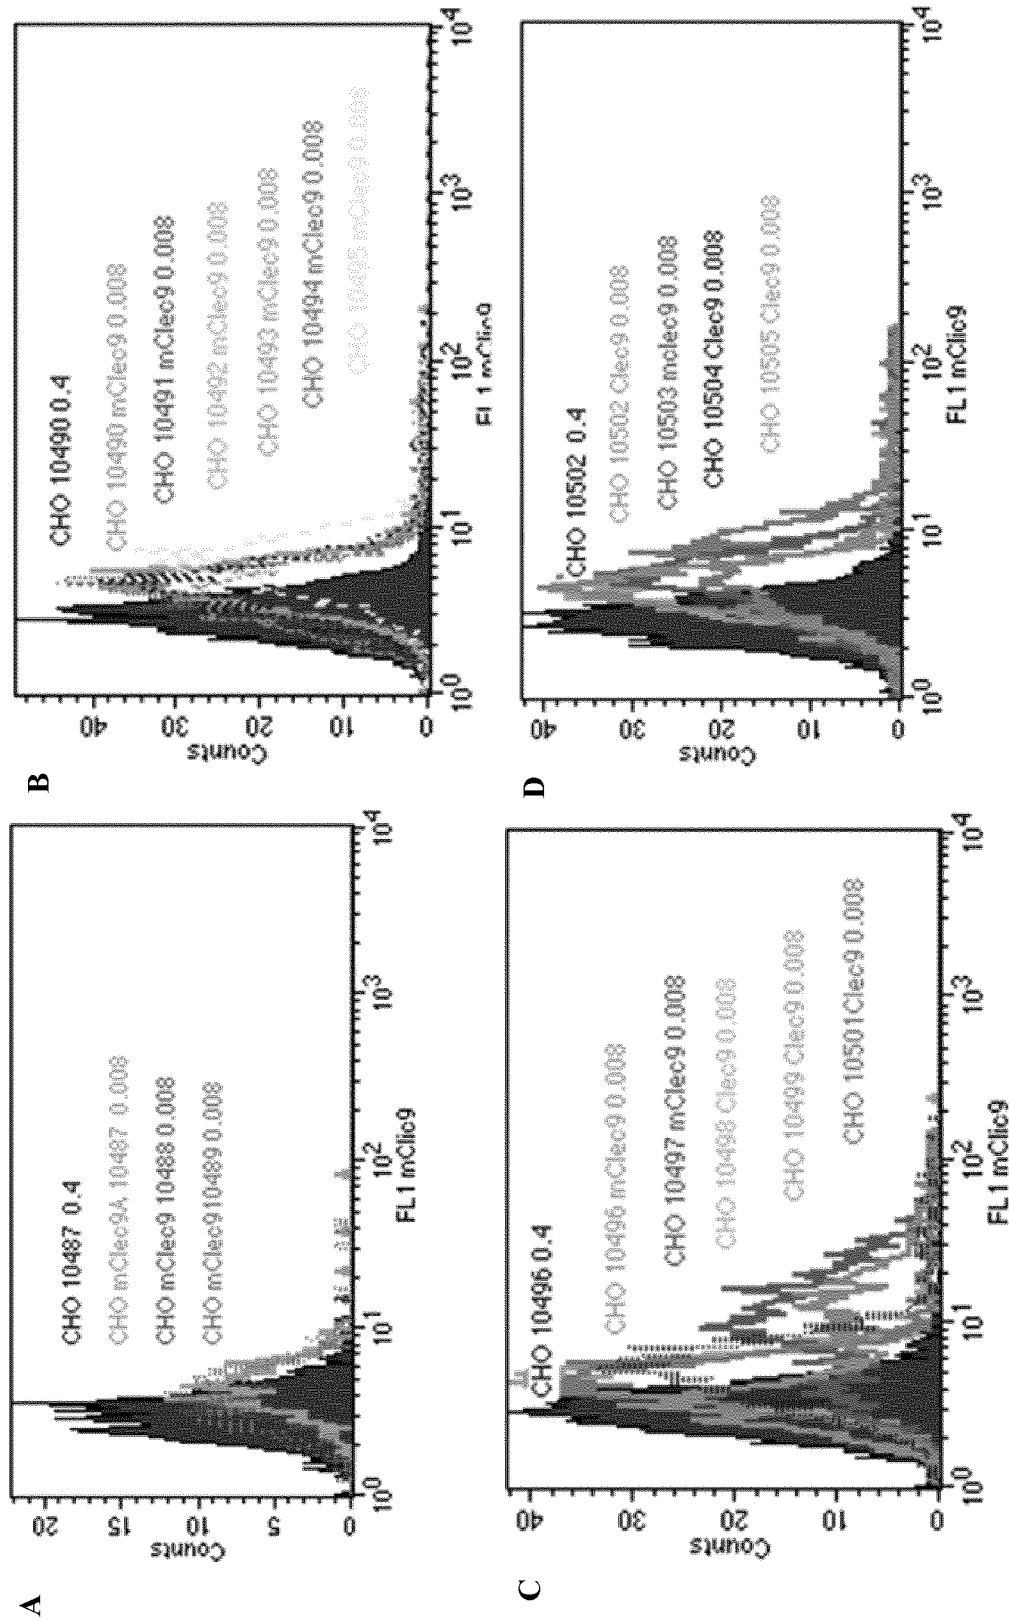 A
Counts
20
15
10
5
0
CHO 10487 0.4
CHO mClec9A 10487 0.008
CHO mClec9 10488 0.008
CHO mClec9 10489 0.008
10^0
10^1
10^2
10^3
10^4
FL1 mClic9
B
Counts
40
30
20
10
0
CHO 10490 0.4
CHO 10490 mClec9 0.008
CHO 10491 mClec9 0.008
CHO 10492 mClec9 0.008
CHO 10493 mClec9 0.008
CHO 10494 mClec9 0.008
CHO 10495 mClec9 0.008
10^0
10^1
10^2
10^3
10^4
FL1 mClic9
C
Counts
40
30
20
10
0
CHO 10496 0.4
CHO 10496 mClec9 0.008
CHO 10497 mClec9 0.008
CHO 10498 Clec9 0.008
CHO 10499 Clec9 0.008
CHO 10501Clec9 0.008
10^0
10^1
10^2
10^3
10^4
FL1 mClic9
D
Counts
40
30
20
10
0
CHO 10502 0.4
CHO 10502 Clec9 0.008
CHO 10503 mclec9 0.008
CHO 10504 Clec9 0.008
CHO 10505 Clec9 0.008
10^0
10^1
10^2
10^3
10^4
FL1 mClic9